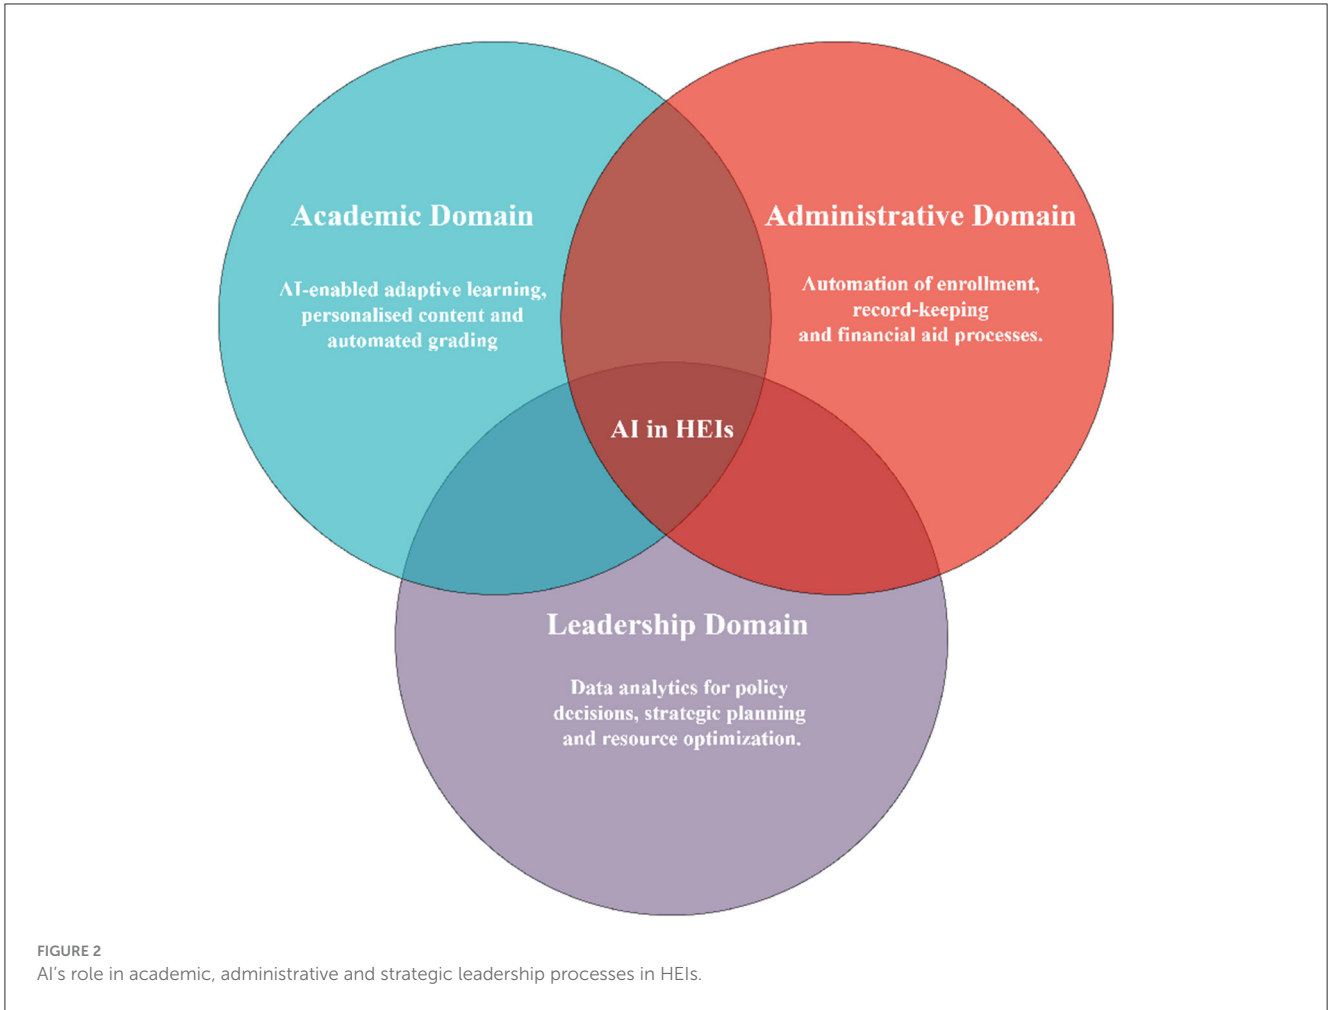 Academic Domain
AI-enabled adaptive learning,
personalised content and
automated grading
Administrative Domain
Automation of enrollment,
record-keeping
and financial aid processes.
AI in HEIs
Leadership Domain
Data analytics for policy
decisions, strategic planning
and resource optimization.
FIGURE 2
AI's role in academic, administrative and strategic leadership processes in HEIs.